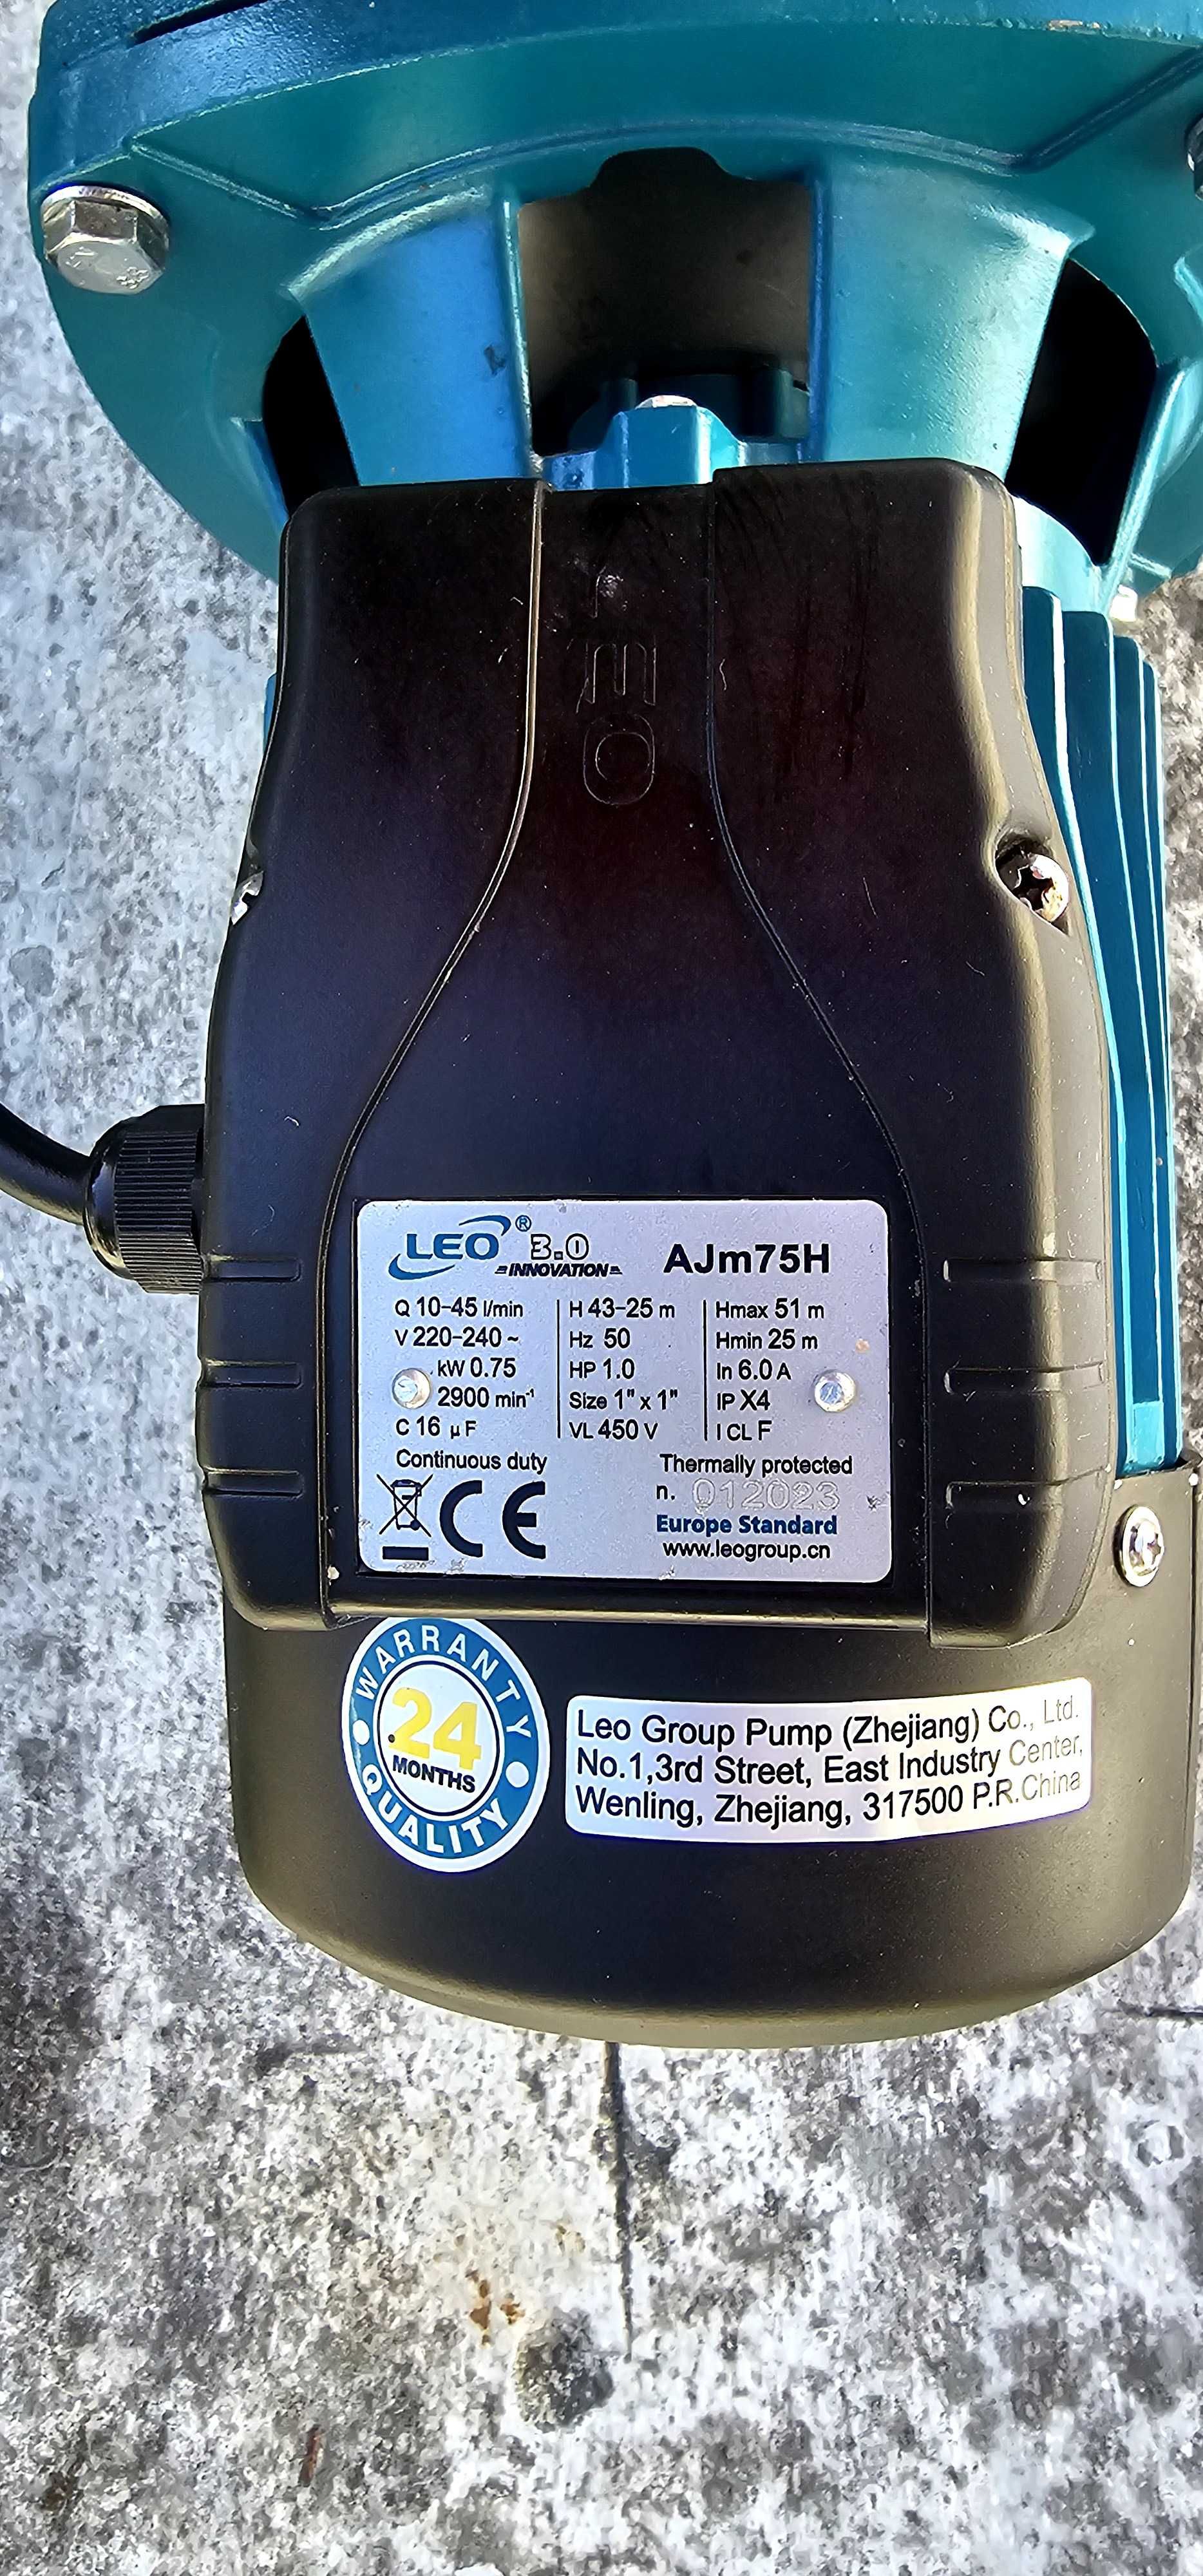 LEO
LEO® 3.0
INNOVATION
AJm75H
Q 10-45 l/min | H 43-25 m | Hmax 51 m
V 220-240 ~ | Hz 50 | Hmin 25 m
kW 0.75 | HP 1.0 | In 6.0 A
2900 min⁻¹ | Size 1" x 1" | IP X4
C 16 µF | VL 450 V | I CL F
Continuous duty
Thermally protected
n. 012023
CE
Europe Standard
www.leogroup.cn
WARRANTY
24
MONTHS
QUALITY
Leo Group Pump (Zhejiang) Co., Ltd.
No.1,3rd Street, East Industry Center,
Wenling, Zhejiang, 317500 P.R.China